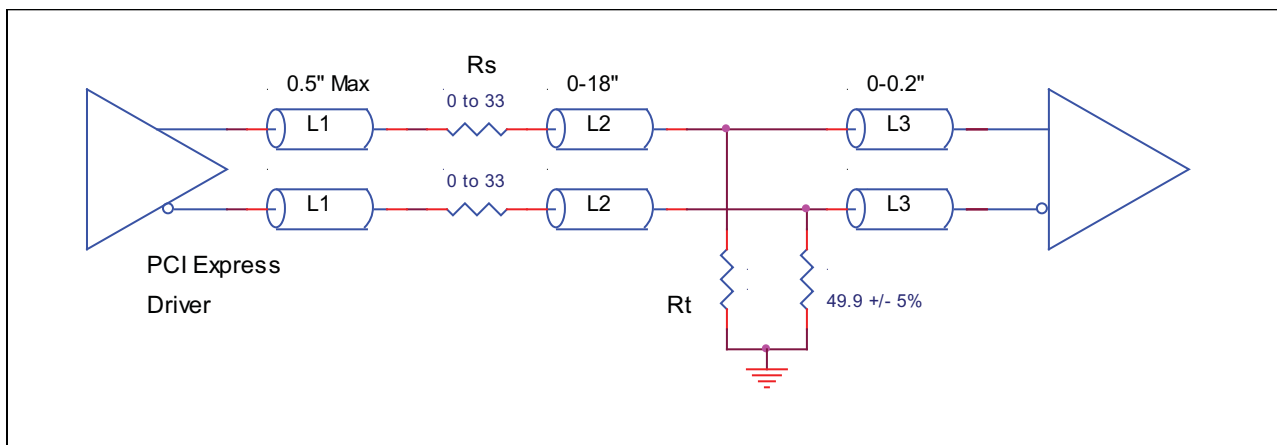 Rs
0.5" Max
0-18"
0-0.2"
0 to 33
L1
L2
L3
0 to 33
L1
L2
L3
PCI Express
Driver
Rt
49.9 +/- 5%